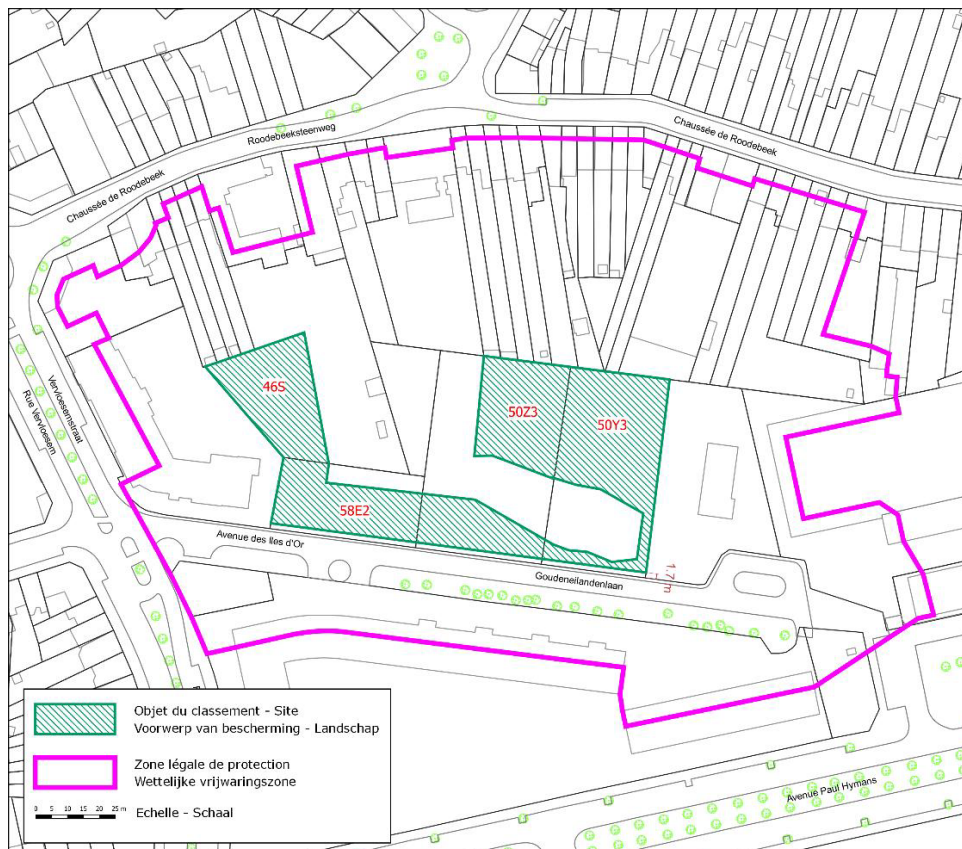 Roodebeeksteenweg
Chaussée de Roodebeek
Chaussée de Roodebeek
Vervloesemstraat
Rue Vervloesem
46S
50Z3
50Y3
58E2
Avenue des Iles d'Or
Goudeneilandenlaan
1.7 m
Avenue Paul Hymans
Objet du classement - Site
Voorwerp van bescherming - Landschap
Zone légale de protection
Wettelijke vrijwaringszone
0 5 10 15 20 25 m
Echelle - Schaal